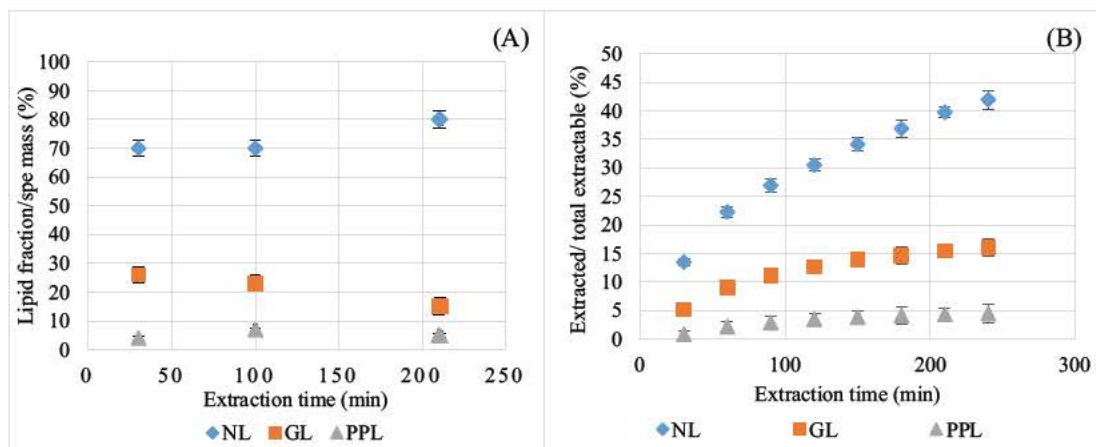 (A)
Lipid fraction/spe mass (%)
100
90
80
70
60
50
40
30
20
10
0
0 50 100 150 200 250
Extraction time (min)
NL GL PPL
(B)
Extracted/ total extractable (%)
50
45
40
35
30
25
20
15
10
5
0
0 100 200 300
Extraction time (min)
NL GL PPL